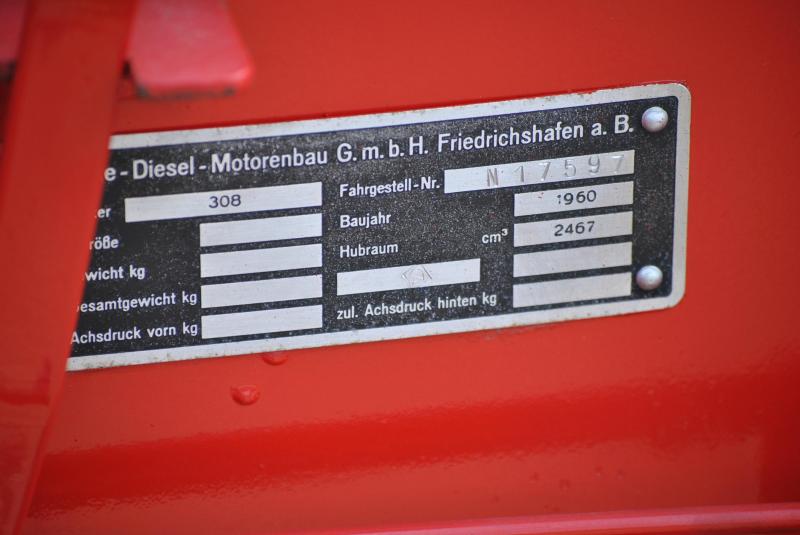 e - Diesel - Motorenbau G. m. b. H. Friedrichshafen a. B.
er 308 Fahrgestell-Nr. N 17597
röße Baujahr 1960
wicht kg Hubraum cm³ 2467
esamtgewicht kg
Achsdruck vorn kg zul. Achsdruck hinten kg